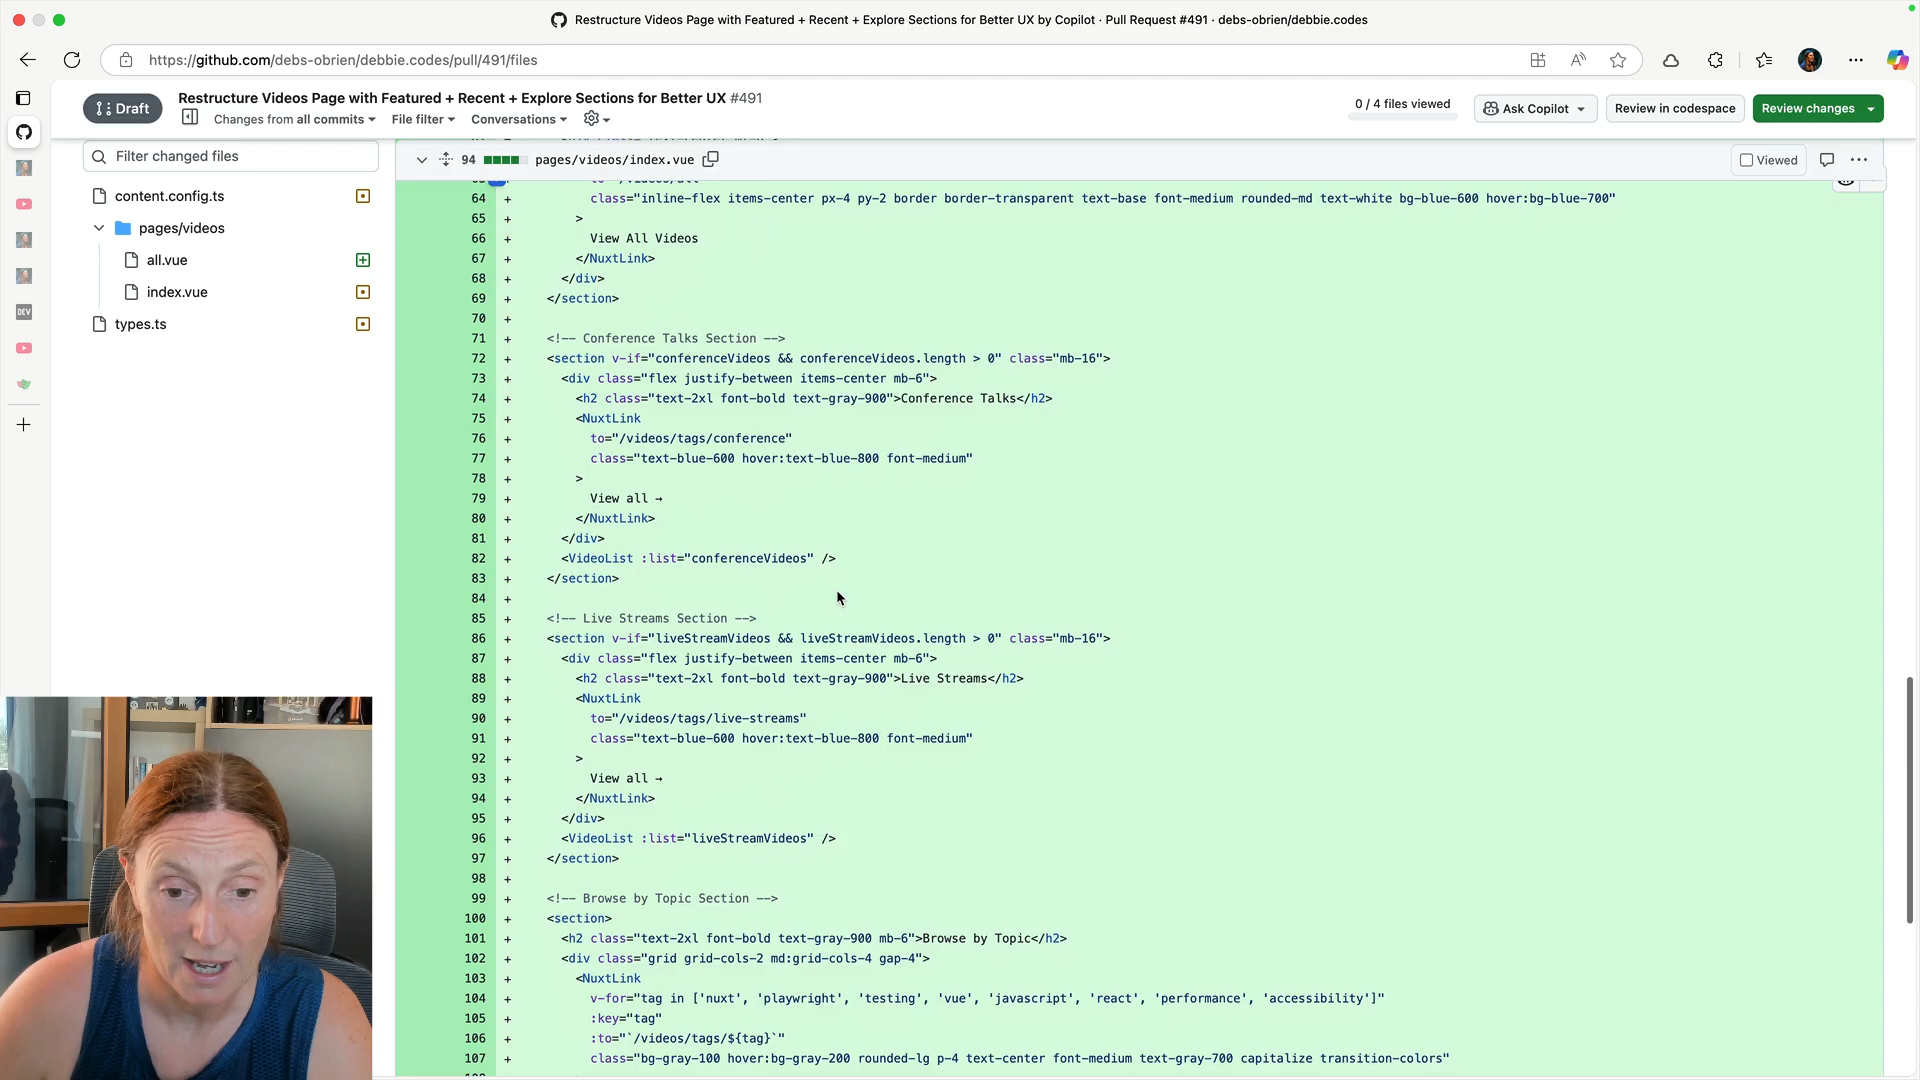 Restructure Videos Page with Featured + Recent + Explore Sections for Better UX by Copilot · Pull Request #491 · debs-obrien/debbie.codes
https://github.com/debs-obrien/debbie.codes/pull/491/files
Draft
Restructure Videos Page with Featured + Recent + Explore Sections for Better UX #491
Changes from all commits
File filter
Conversations
0 / 4 files viewed
Ask Copilot
Review in codespace
Review changes
Filter changed files
content.config.ts
pages/videos
all.vue
index.vue
types.ts
DEV
94 pages/videos/index.vue
Viewed
64 + class="inline-flex items-center px-4 py-2 border border-transparent text-base font-medium rounded-md text-white bg-blue-600 hover:bg-blue-700"
65 + >
66 + View All Videos
67 + </NuxtLink>
68 + </div>
69 + </section>
70 +
71 + <!-- Conference Talks Section -->
72 + <section v-if="conferenceVideos && conferenceVideos.length > 0" class="mb-16">
73 + <div class="flex justify-between items-center mb-6">
74 + <h2 class="text-2xl font-bold text-gray-900">Conference Talks</h2>
75 + <NuxtLink
76 + to="/videos/tags/conference"
77 + class="text-blue-600 hover:text-blue-800 font-medium"
78 + >
79 + View all →
80 + </NuxtLink>
81 + </div>
82 + <VideoList :list="conferenceVideos" />
83 + </section>
84 +
85 + <!-- Live Streams Section -->
86 + <section v-if="liveStreamVideos && liveStreamVideos.length > 0" class="mb-16">
87 + <div class="flex justify-between items-center mb-6">
88 + <h2 class="text-2xl font-bold text-gray-900">Live Streams</h2>
89 + <NuxtLink
90 + to="/videos/tags/live-streams"
91 + class="text-blue-600 hover:text-blue-800 font-medium"
92 + >
93 + View all →
94 + </NuxtLink>
95 + </div>
96 + <VideoList :list="liveStreamVideos" />
97 + </section>
98 +
99 + <!-- Browse by Topic Section -->
100 + <section>
101 + <h2 class="text-2xl font-bold text-gray-900 mb-6">Browse by Topic</h2>
102 + <div class="grid grid-cols-2 md:grid-cols-4 gap-4">
103 + <NuxtLink
104 + v-for="tag in ['nuxt', 'playwright', 'testing', 'vue', 'javascript', 'react', 'performance', 'accessibility']"
105 + :key="tag"
106 + :to="`/videos/tags/${tag}`"
107 + class="bg-gray-100 hover:bg-gray-200 rounded-lg p-4 text-center font-medium text-gray-700 capitalize transition-colors"